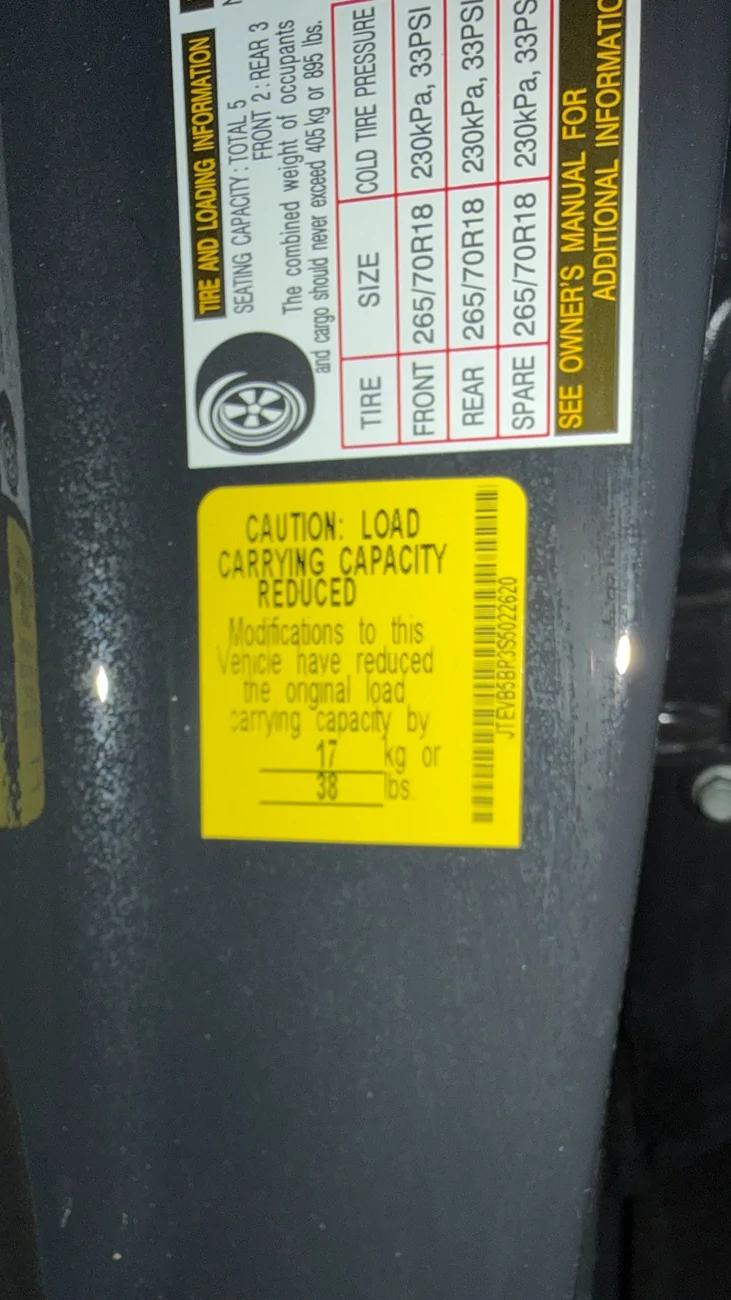 TIRE AND LOADING INFORMATION
SEATING CAPACITY : TOTAL 5
FRONT 2 : REAR 3
The combined weight of occupants
and cargo should never exceed 405 kg or 895 lbs.
TIRE SIZE COLD TIRE PRESSURE
FRONT 265/70R18 230kPa, 33PSI
REAR 265/70R18 230kPa, 33PSI
SPARE 265/70R18 230kPa, 33PS
SEE OWNER'S MANUAL FOR
ADDITIONAL INFORMATIO
CAUTION: LOAD
CARRYING CAPACITY
REDUCED
Modifications to this
Vehicle have reduced
the original load
carrying capacity by
17 kg or
38 lbs.
JTEVB5BR3S5022620